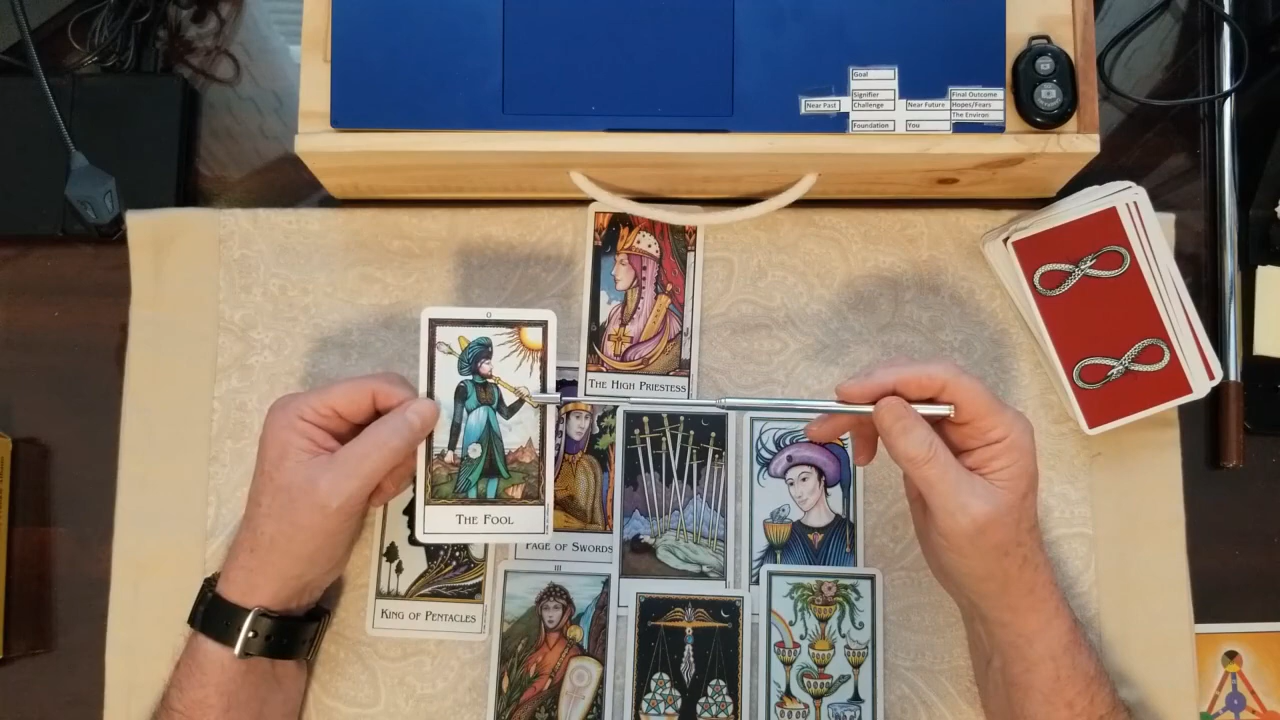 Goal
Signifier
Final Outcome
Near Past
Challenge
Near Future
Hopes/Fears
The Environ
Foundation
You
THE HIGH PRIESTESS
0
THE FOOL
PAGE OF SWORDS
III
KING OF PENTACLES